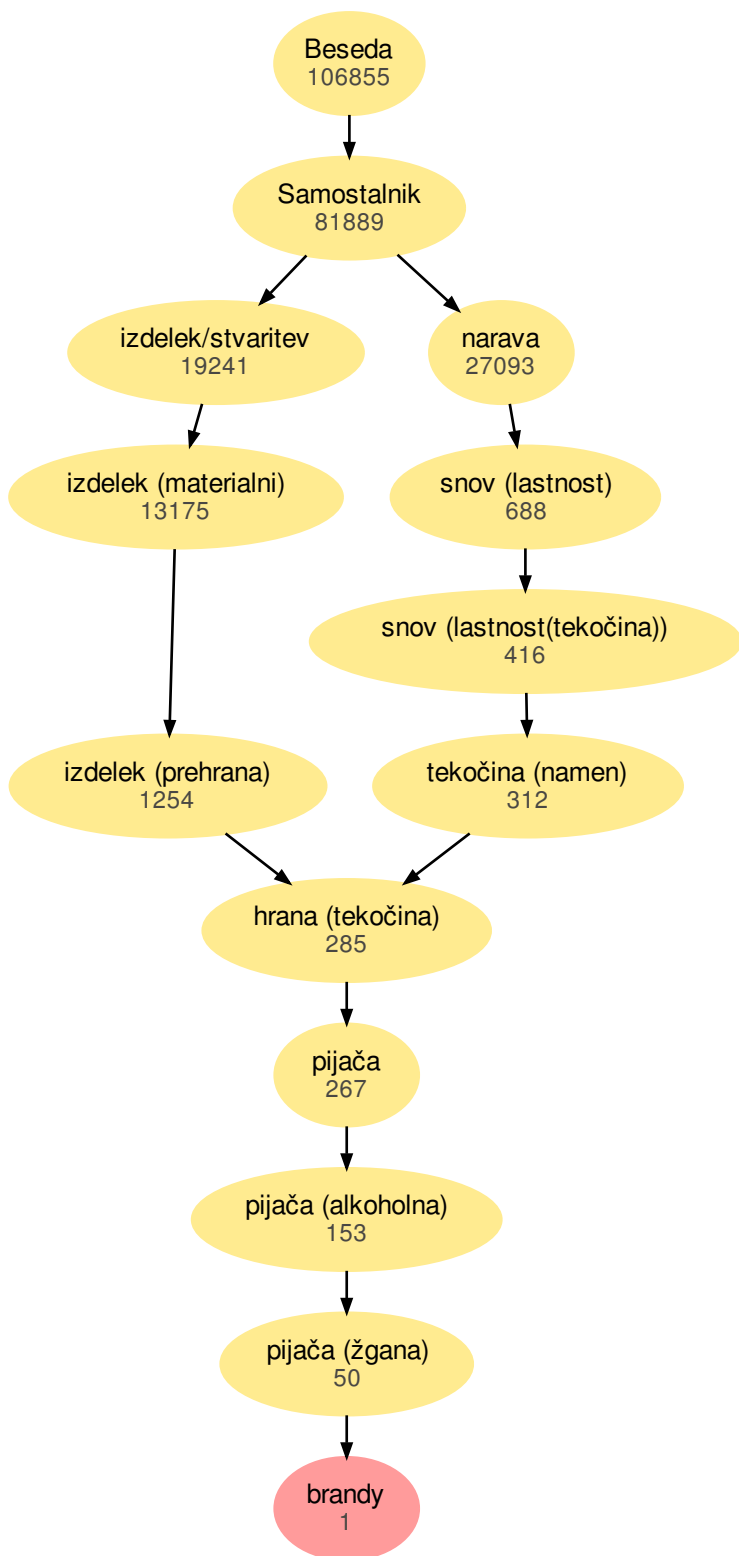 Beseda
106855
Samostalnik
81889
izdelek/stvaritev
19241
narava
27093
izdelek (materialni)
13175
snov (lastnost)
688
snov (lastnost(tekočina))
416
izdelek (prehrana)
1254
tekočina (namen)
312
hrana (tekočina)
285
pijača
267
pijača (alkoholna)
153
pijača (žgana)
50
brandy
1